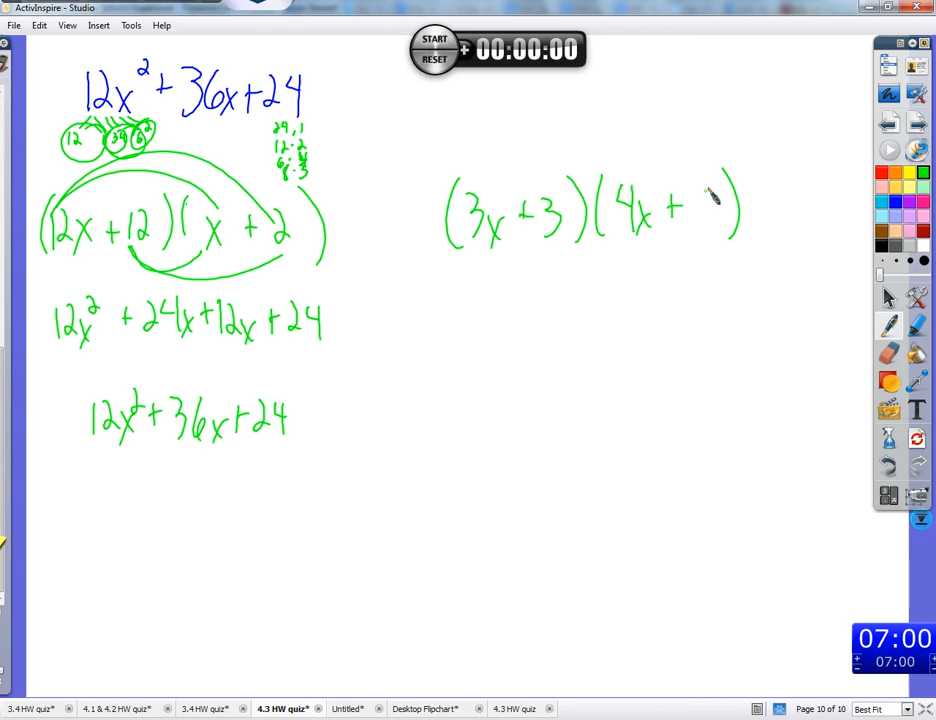 ActivInspire - Studio
File Edit View Insert Tools Help
START
RESET
00:00:00
12x² + 36x + 24
12 34 6 2
24, 1
12 · 2
6 · 4
8 · 3
(12x + 12)(x + 2)
(3x + 3)(4x + )
12x² + 24x + 12x + 24
12x² + 36x + 24
07:00
07:00
3.4 HW quiz* 4.1 & 4.2 HW quiz* 3.4 HW quiz* 4.3 HW quiz* Untitled* Desktop Flipchart* 4.3 HW quiz Page 10 of 10 Best Fit